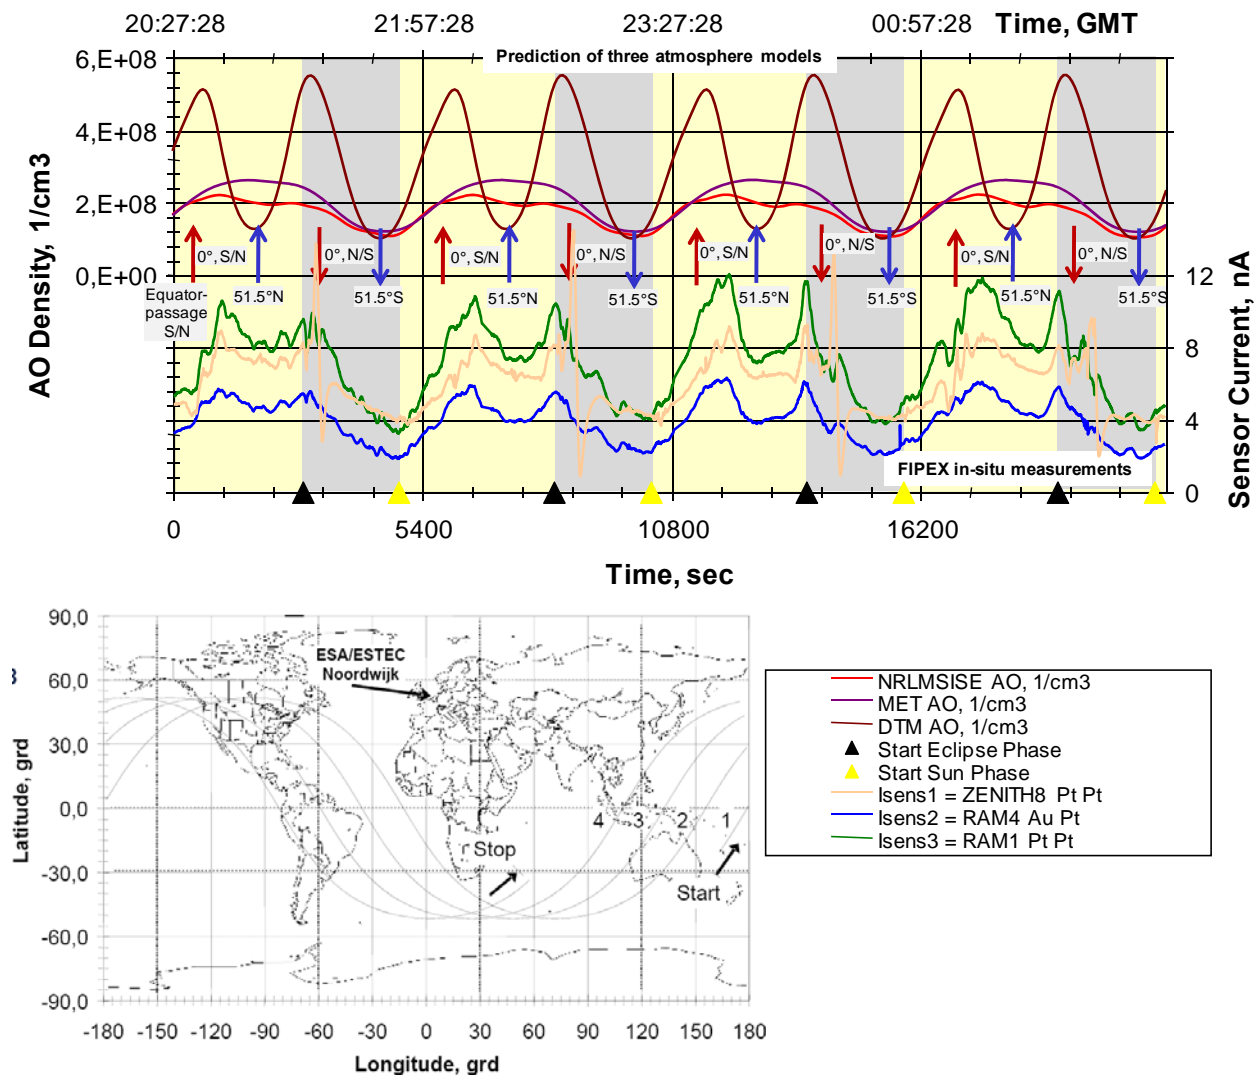 20:27:28 21:57:28 23:27:28 00:57:28 Time, GMT
Prediction of three atmosphere models
6,E+08
4,E+08
2,E+08
0,E+00
AO Density, 1/cm3
0°, S/N 0°, N/S 0°, S/N 0°, N/S 0°, S/N 0°, N/S 0°, S/N 0°, N/S
51.5°N 51.5°S 51.5°N 51.5°S 51.5°N 51.5°S 51.5°N 51.5°S
Equator-
passage
S/N
12
8
4
0
Sensor Current, nA
FIPEX in-situ measurements
0 5400 10800 16200
Time, sec
90,0
60,0
30,0
0,0
-30,0
-60,0
-90,0
Latitude, grd
ESA/ESTEC
Noordwijk
4 3 2 1
Stop
Start
-180 -150 -120 -90 -60 -30 0 30 60 90 120 150 180
Longitude, grd
NRLMSISE AO, 1/cm3
MET AO, 1/cm3
DTM AO, 1/cm3
Start Eclipse Phase
Start Sun Phase
Isens1 = ZENITH8 Pt Pt
Isens2 = RAM4 Au Pt
Isens3 = RAM1 Pt Pt